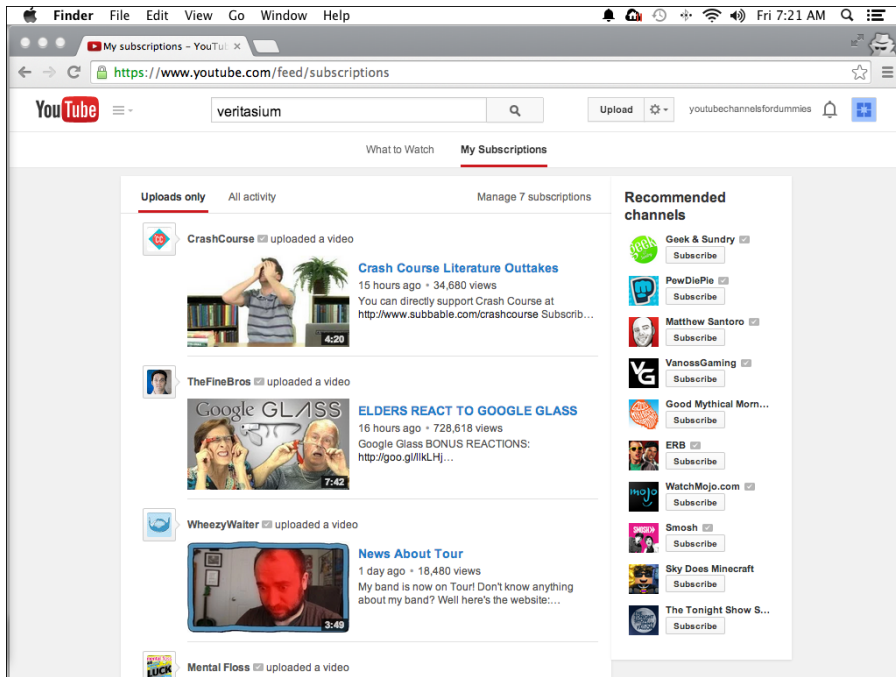 Finder File Edit View Go Window Help Fri 7:21 AM
My subscriptions – YouTu
https://www.youtube.com/feed/subscriptions
YouTube veritasium Upload youtubechannelsfordummies
What to Watch My Subscriptions
Uploads only All activity Manage 7 subscriptions
CC
CrashCourse uploaded a video
Crash Course Literature Outtakes
15 hours ago • 34,680 views
You can directly support Crash Course at
http://www.subbable.com/crashcourse Subscrib...
4:20
TheFineBros uploaded a video
Google GLASS
ELDERS REACT TO GOOGLE GLASS
16 hours ago • 728,618 views
Google Glass BONUS REACTIONS:
http://goo.gl/llkLHj...
7:42
WheezyWaiter uploaded a video
News About Tour
1 day ago • 18,480 views
My band is now on Tour! Don't know anything
about my band? Well here's the website:...
3:49
LUCK
Mental Floss uploaded a video
Recommended
channels
geek
Geek & Sundry
Subscribe
PewDiePie
Subscribe
Matthew Santoro
Subscribe
VG
VanossGaming
Subscribe
Good Mythical Morn...
Subscribe
ERB
Subscribe
mojo
WatchMojo.com
Subscribe
SMOSH
Smosh
Subscribe
Sky Does Minecraft
Subscribe
The Tonight Show S...
Subscribe